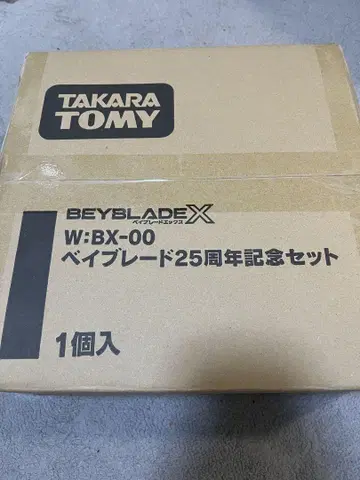 TAKARA
TOMY
BEYBLADE X
ベイブレードエックス
W:BX-00
ベイブレード25周年記念セット
1個入